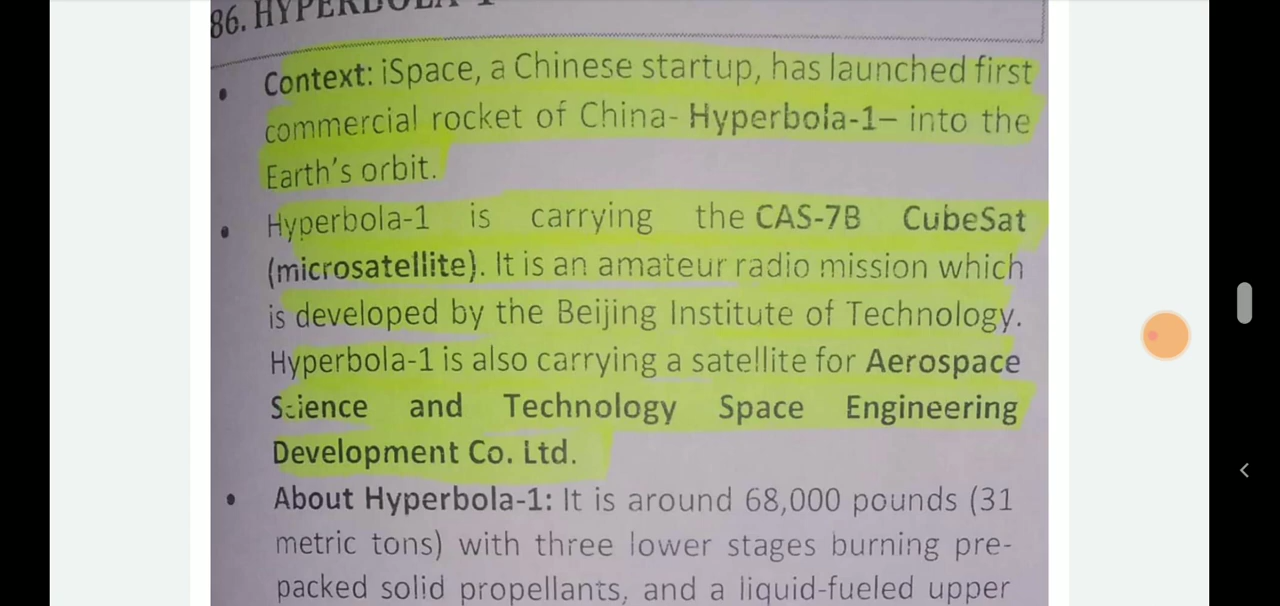 86. HYPERBOLA-1
• Context: iSpace, a Chinese startup, has launched first
commercial rocket of China- Hyperbola-1– into the
Earth's orbit.
• Hyperbola-1 is carrying the CAS-7B CubeSat
(microsatellite). It is an amateur radio mission which
is developed by the Beijing Institute of Technology.
Hyperbola-1 is also carrying a satellite for Aerospace
Science and Technology Space Engineering
Development Co. Ltd.
• About Hyperbola-1: It is around 68,000 pounds (31
metric tons) with three lower stages burning pre-
packed solid propellants, and a liquid-fueled upper